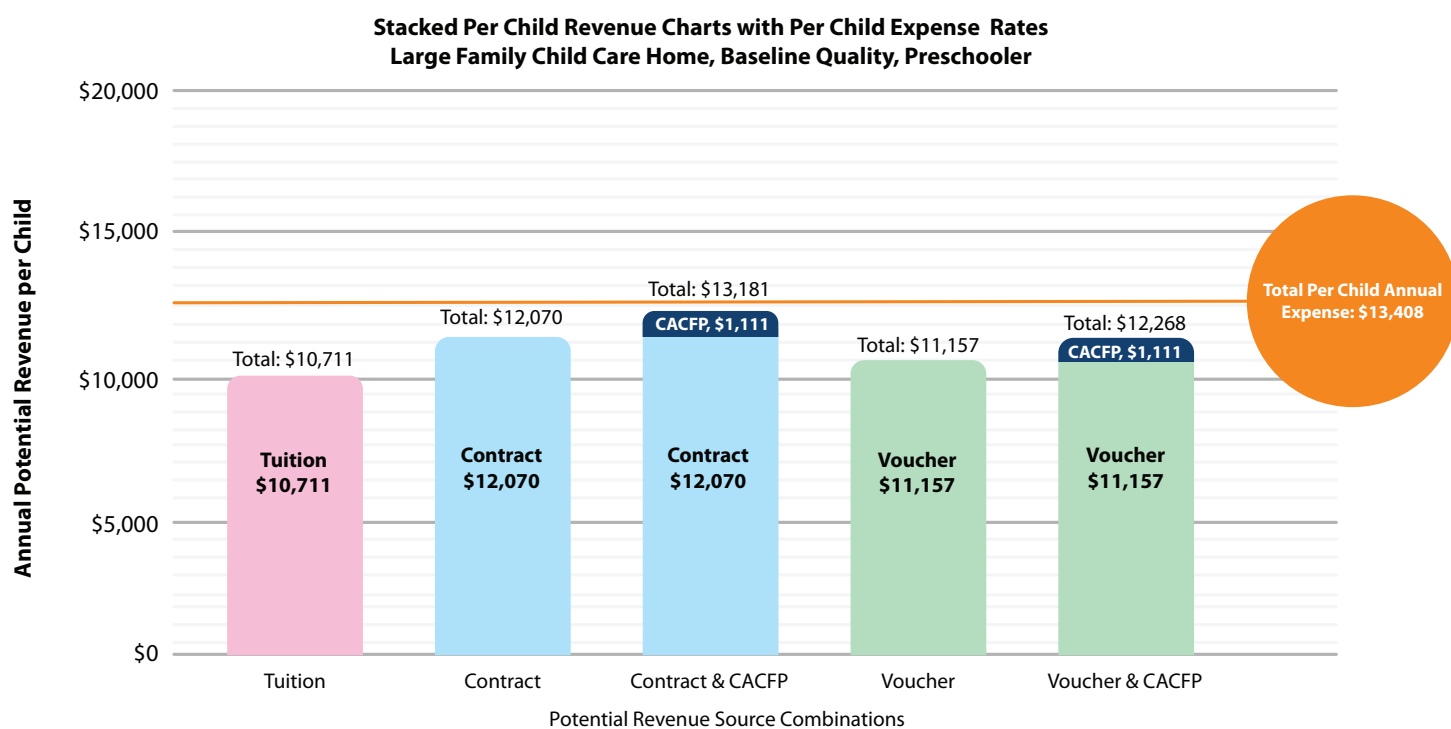 Stacked Per Child Revenue Charts with Per Child Expense Rates
Large Family Child Care Home, Baseline Quality, Preschooler
Annual Potential Revenue per Child
$20,000
$15,000
$10,000
$5,000
$0
Total: $10,711
Tuition
$10,711
Total: $12,070
Contract
$12,070
Total: $13,181
CACFP, $1,111
Contract
$12,070
Total: $11,157
Voucher
$11,157
Total: $12,268
CACFP, $1,111
Voucher
$11,157
Total Per Child Annual
Expense: $13,408
Tuition
Contract
Contract & CACFP
Voucher
Voucher & CACFP
Potential Revenue Source Combinations